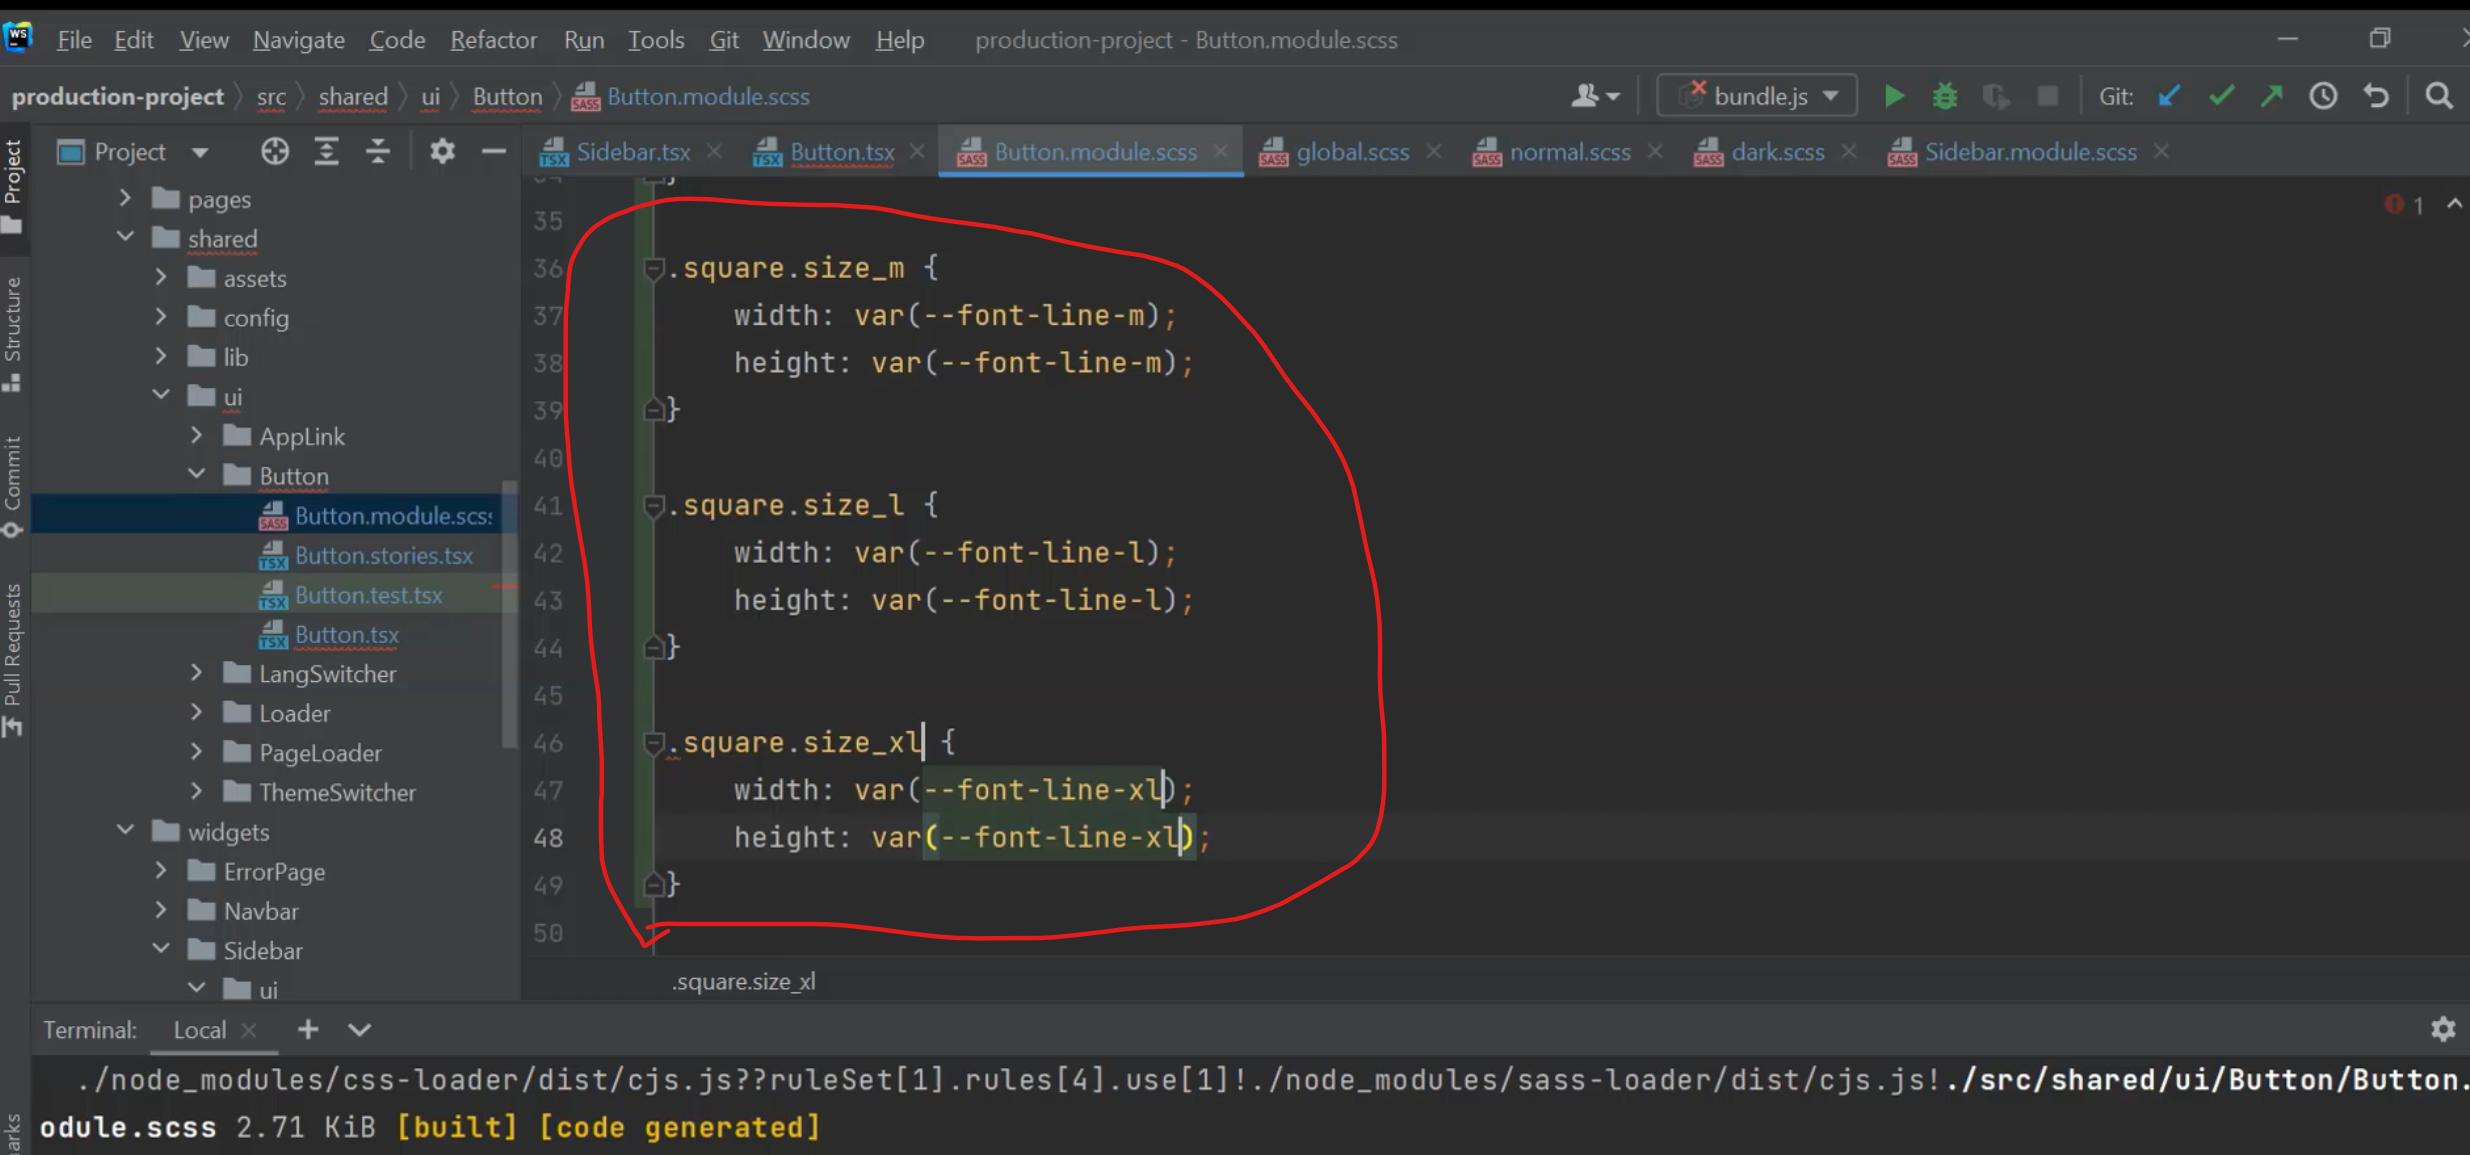 WS File Edit View Navigate Code Refactor Run Tools Git Window Help production-project - Button.module.scss
production-project src shared ui Button Button.module.scss bundle.js Git:
Project Sidebar.tsx Button.tsx Button.module.scss global.scss normal.scss dark.scss Sidebar.module.scss
Project
Structure
Commit
Pull Requests
pages
shared
assets
config
lib
ui
AppLink
Button
Button.module.scs
Button.stories.tsx
Button.test.tsx
Button.tsx
LangSwitcher
Loader
PageLoader
ThemeSwitcher
widgets
ErrorPage
Navbar
Sidebar
ui
1
35
36 .square.size_m {
37 width: var(--font-line-m);
38 height: var(--font-line-m);
39 }
40
41 .square.size_l {
42 width: var(--font-line-l);
43 height: var(--font-line-l);
44 }
45
46 .square.size_xl {
47 width: var(--font-line-xl);
48 height: var(--font-line-xl);
49 }
50
.square.size_xl
Terminal: Local
./node_modules/css-loader/dist/cjs.js??ruleSet[1].rules[4].use[1]!./node_modules/sass-loader/dist/cjs.js!./src/shared/ui/Button/Button.
odule.scss 2.71 KiB [built] [code generated]